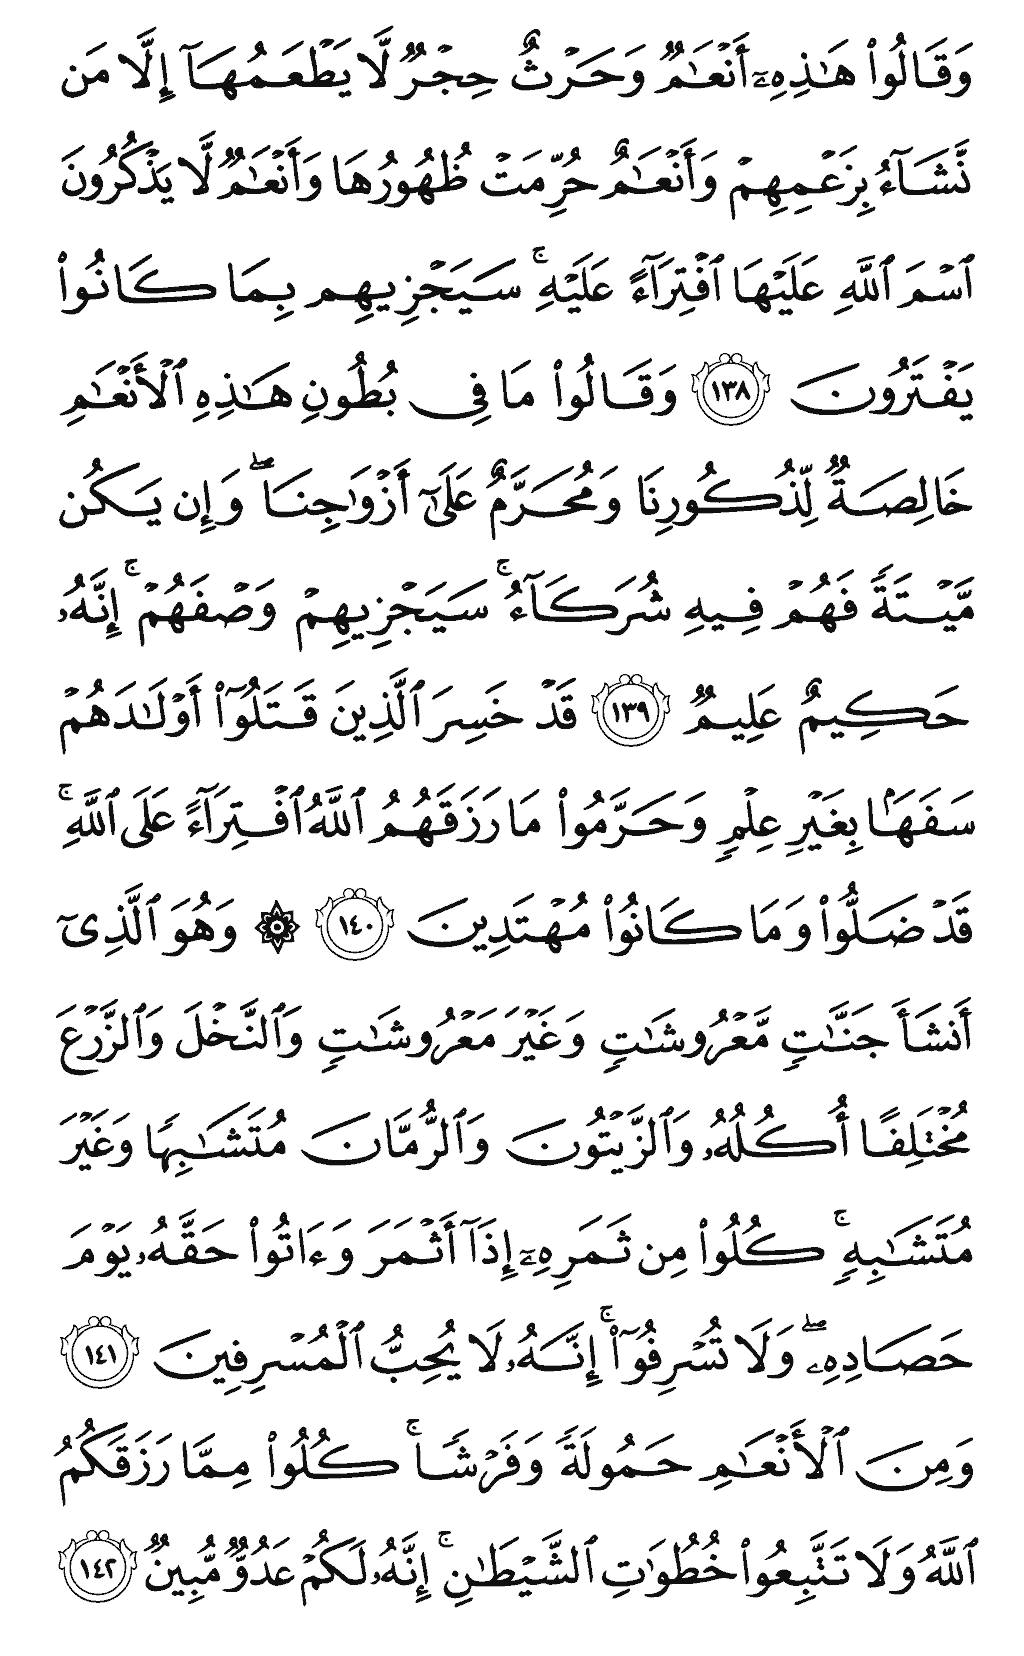 وَقَالُوا۟ هَـٰذِهِۦٓ أَنْعَـٰمٌ وَحَرْثٌ حِجْرٌ لَّا يَطْعَمُهَآ إِلَّا مَن
نَّشَآءُ بِزَعْمِهِمْ وَأَنْعَـٰمٌ حُرِّمَتْ ظُهُورُهَا وَأَنْعَـٰمٌ لَّا يَذْكُرُونَ
ٱسْمَ ٱللَّهِ عَلَيْهَا ٱفْتِرَآءً عَلَيْهِ ۚ سَيَجْزِيهِم بِمَا كَانُوا۟
يَفْتَرُونَ ١٣٨ وَقَالُوا۟ مَا فِى بُطُونِ هَـٰذِهِ ٱلْأَنْعَـٰمِ
خَالِصَةٌ لِّذُكُورِنَا وَمُحَرَّمٌ عَلَىٰٓ أَزْوَٰجِنَا ۖ وَإِن يَكُن
مَّيْتَةً فَهُمْ فِيهِ شُرَكَآءُ ۚ سَيَجْزِيهِمْ وَصْفَهُمْ ۚ إِنَّهُۥ
حَكِيمٌ عَلِيمٌ ١٣٩ قَدْ خَسِرَ ٱلَّذِينَ قَتَلُوٓا۟ أَوْلَـٰدَهُمْ
سَفَهًۢا بِغَيْرِ عِلْمٍ وَحَرَّمُوا۟ مَا رَزَقَهُمُ ٱللَّهُ ٱفْتِرَآءً عَلَى ٱللَّهِ ۚ
قَدْ ضَلُّوا۟ وَمَا كَانُوا۟ مُهْتَدِينَ ١٤٠ ۞ وَهُوَ ٱلَّذِىٓ
أَنشَأَ جَنَّـٰتٍ مَّعْرُوشَـٰتٍ وَغَيْرَ مَعْرُوشَـٰتٍ وَٱلنَّخْلَ وَٱلزَّرْعَ
مُخْتَلِفًا أُكُلُهُۥ وَٱلزَّيْتُونَ وَٱلرُّمَّانَ مُتَشَـٰبِهًا وَغَيْرَ
مُتَشَـٰبِهٍ ۚ كُلُوا۟ مِن ثَمَرِهِۦٓ إِذَآ أَثْمَرَ وَءَاتُوا۟ حَقَّهُۥ يَوْمَ
حَصَادِهِۦ ۖ وَلَا تُسْرِفُوٓا۟ ۚ إِنَّهُۥ لَا يُحِبُّ ٱلْمُسْرِفِينَ ١٤١
وَمِنَ ٱلْأَنْعَـٰمِ حَمُولَةً وَفَرْشًا ۚ كُلُوا۟ مِمَّا رَزَقَكُمُ
ٱللَّهُ وَلَا تَتَّبِعُوا۟ خُطُوَٰتِ ٱلشَّيْطَـٰنِ ۚ إِنَّهُۥ لَكُمْ عَدُوٌّ مُّبِينٌ ١٤٢